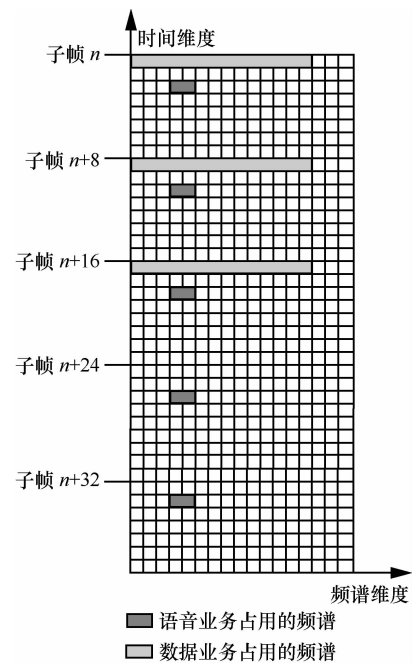 时间维度
子帧 n
子帧 n+8
子帧 n+16
子帧 n+24
子帧 n+32
频谱维度
语音业务占用的频谱
数据业务占用的频谱